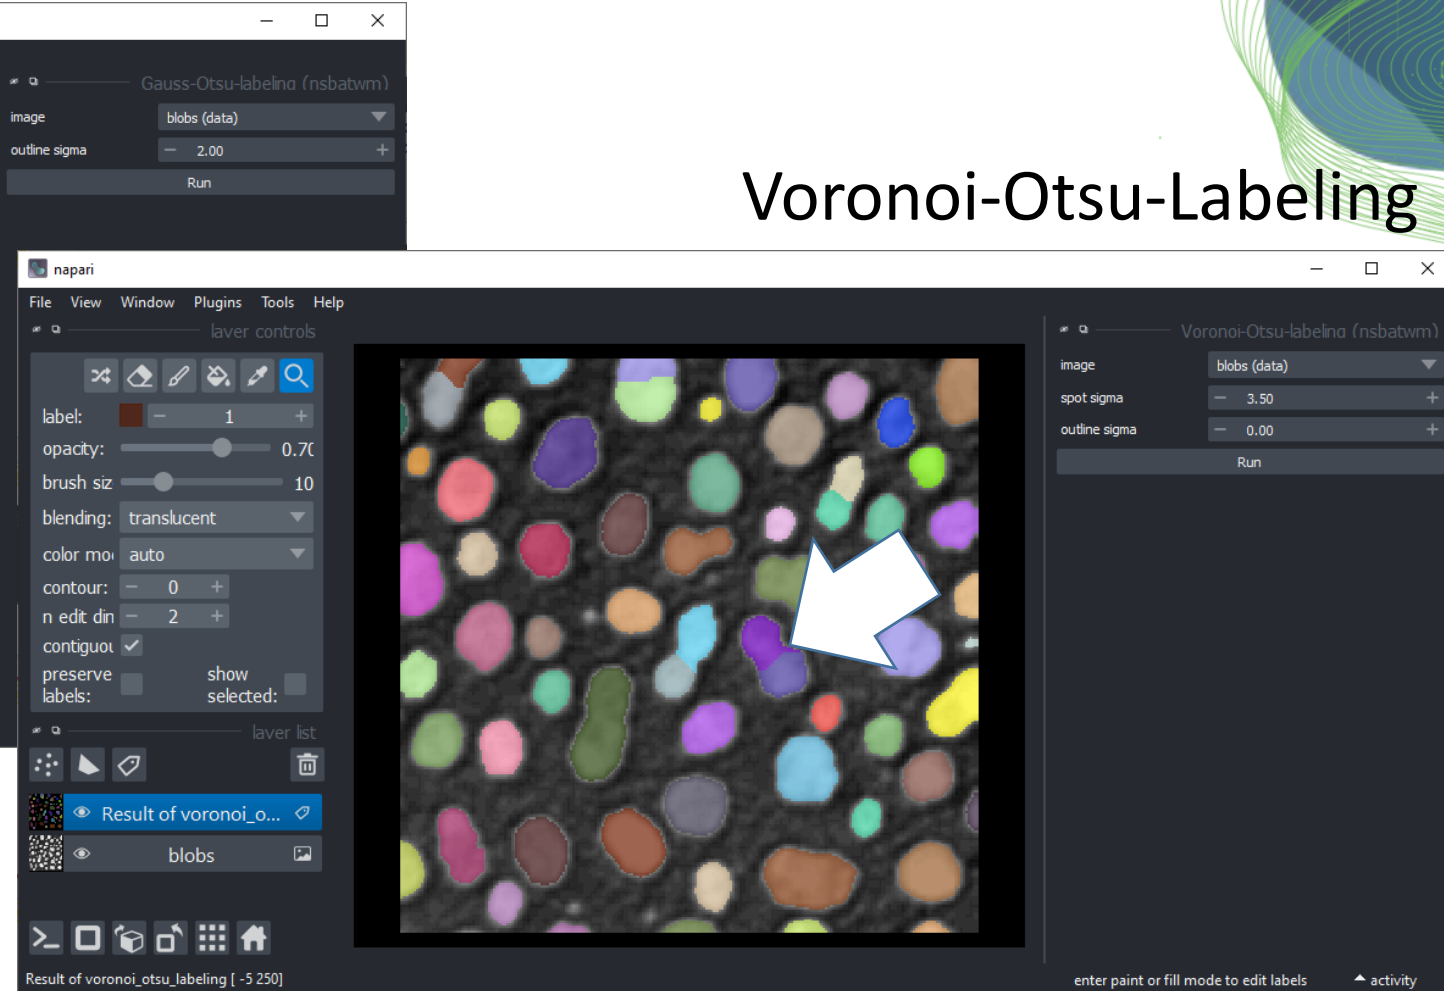 Gauss-Otsu-labeling (nsbatwm)
image
blobs (data)
outline sigma
2.00
Run
Voronoi-Otsu-Labeling
napari
File View Window Plugins Tools Help
layer controls
label:
1
opacity:
0.70
brush siz
10
blending:
translucent
color mo
auto
contour:
0
n edit din
2
contiguou
preserve
labels:
show
selected:
layer list
Result of voronoi_o...
blobs
Voronoi-Otsu-labeling (nsbatwm)
image
blobs (data)
spot sigma
3.50
outline sigma
0.00
Run
Result of voronoi_otsu_labeling [ -5 250]
enter paint or fill mode to edit labels
activity